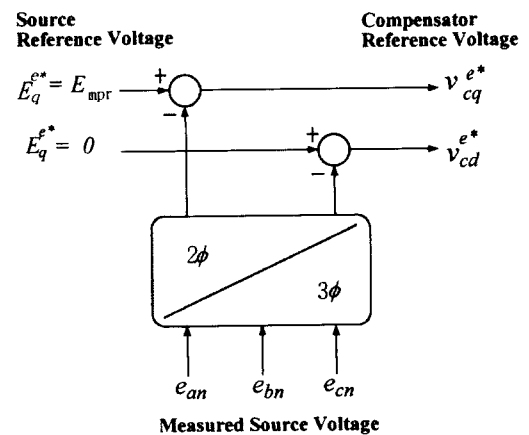 Source
Reference Voltage
Compensator
Reference Voltage
E_q^{e*} = E_mpr
+
−
v_cq^{e*}
E_q^{e*} = 0
+
−
v_cd^{e*}
2ϕ
3ϕ
e_an
e_bn
e_cn
Measured Source Voltage